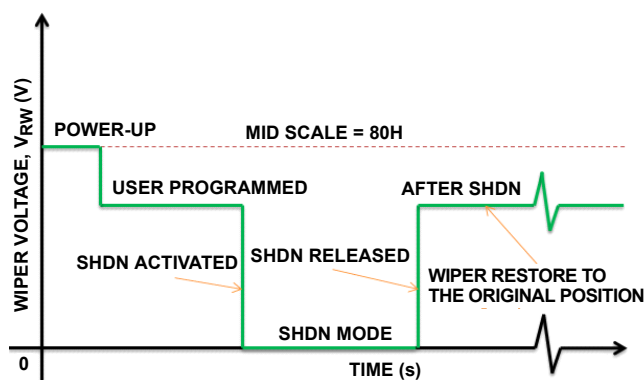 WIPER VOLTAGE, VRW (V)
POWER-UP
MID SCALE = 80H
USER PROGRAMMED
AFTER SHDN
SHDN ACTIVATED
SHDN RELEASED
WIPER RESTORE TO
THE ORIGINAL POSITION
SHDN MODE
0
TIME (s)